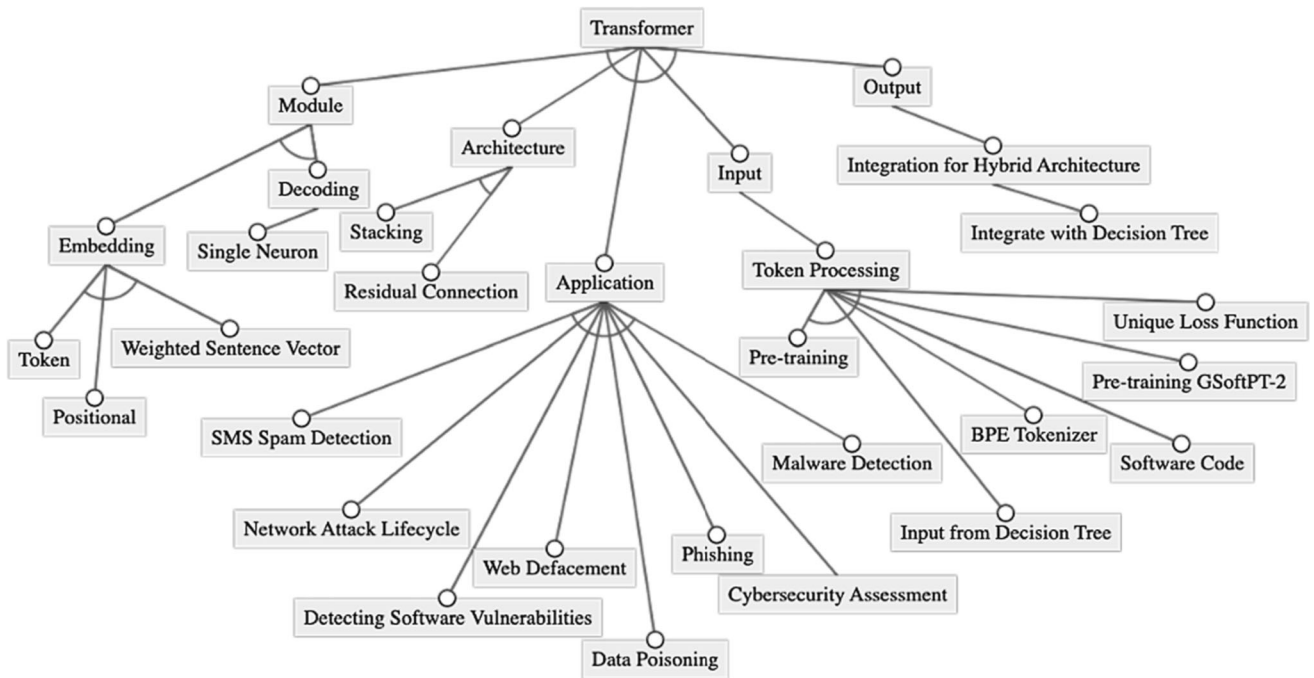 Transformer
Module
Output
Architecture
Integration for Hybrid Architecture
Input
Decoding
Stacking
Integrate with Decision Tree
Embedding
Single Neuron
Token Processing
Application
Residual Connection
Unique Loss Function
Weighted Sentence Vector
Token
Pre-training
Pre-training GSoftPT-2
Positional
SMS Spam Detection
BPE Tokenizer
Malware Detection
Software Code
Network Attack Lifecycle
Input from Decision Tree
Phishing
Web Defacement
Cybersecurity Assessment
Detecting Software Vulnerabilities
Data Poisoning